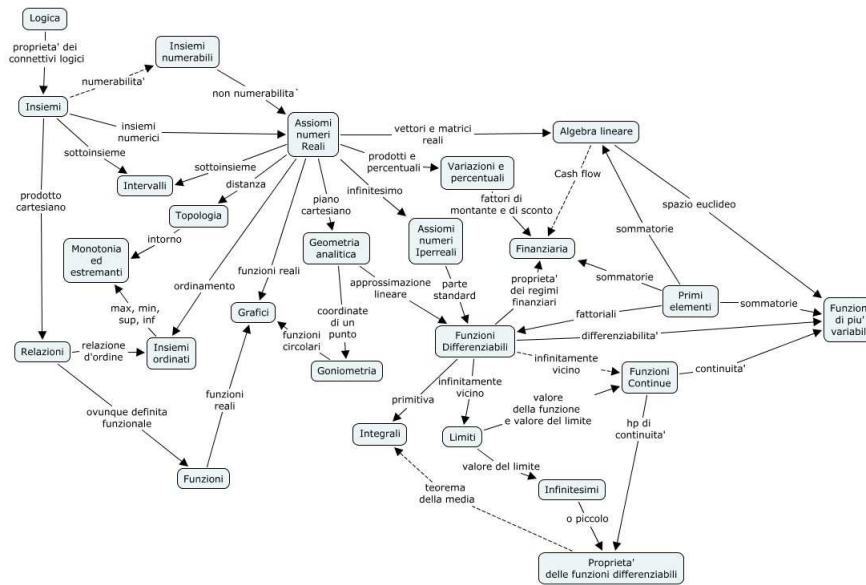 Logica
proprieta' dei
connettivi logici
Insiemi
numerabili
numerabilita'
non numerabilita`
Insiemi
insiemi
numerici
Assiomi
numeri
Reali
vettori e matrici
reali
Algebra lineare
prodotti e
percentuali
Variazioni e
percentuali
Cash flow
sottoinsieme
sottoinsieme
Intervalli
distanza
infinitesimo
fattori di
montante e di sconto
prodotto
cartesiano
piano
cartesiano
spazio euclideo
Topologia
Assiomi
numeri
Iperreali
sommatorie
intorno
Monotonia
ed
estremanti
Geometria
analitica
Finanziaria
ordinamento
funzioni reali
approssimazione
lineare
parte
standard
proprieta'
dei regimi
finanziari
sommatorie
Primi
elementi
sommatorie
max, min,
sup, inf
Grafici
coordinate
di un
punto
fattoriali
Funzioni
di piu'
variabili
Relazioni
relazione
d'ordine
Insiemi
ordinati
funzioni
circolari
Funzioni
Differenziabili
differenziabilita'
infinitamente
vicino
Goniometria
Funzioni
Continue
continuita'
primitiva
infinitamente
vicino
funzioni
reali
valore
della funzione
e valore del limite
ovunque definita
funzionale
Integrali
Limiti
hp di
continuita'
valore del limite
Funzioni
teorema
della media
Infinitesimi
o piccolo
Proprieta'
delle funzioni differenziabili